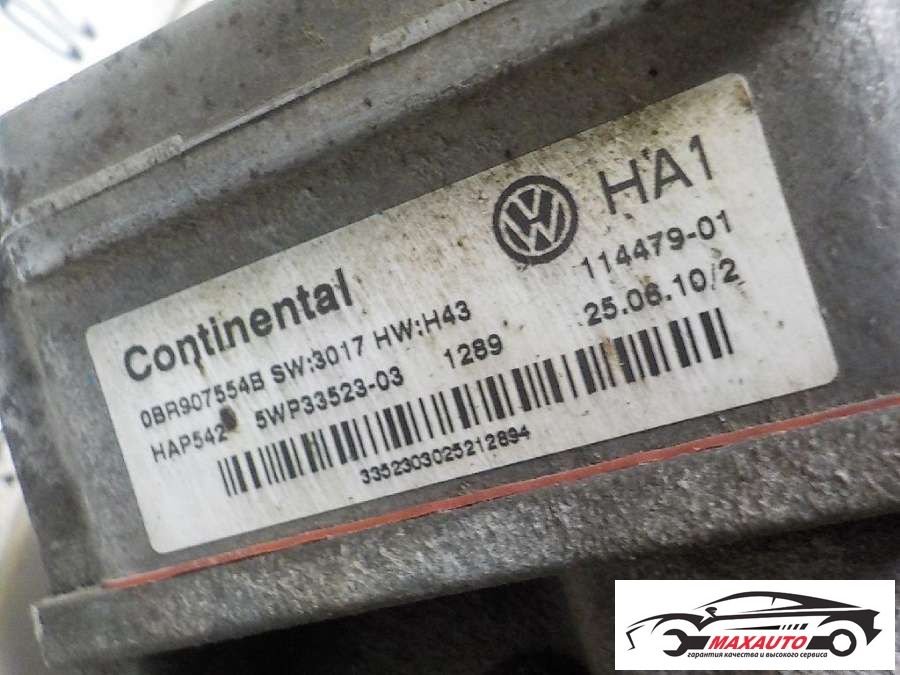 HA1
114479-01
Continental
25.06.10/2
0BR907554B SW:3017 HW:H43
HAP542 5WP33523-03 1289
3352303025212894
MAXAUTO
гарантия качества и высокого сервиса